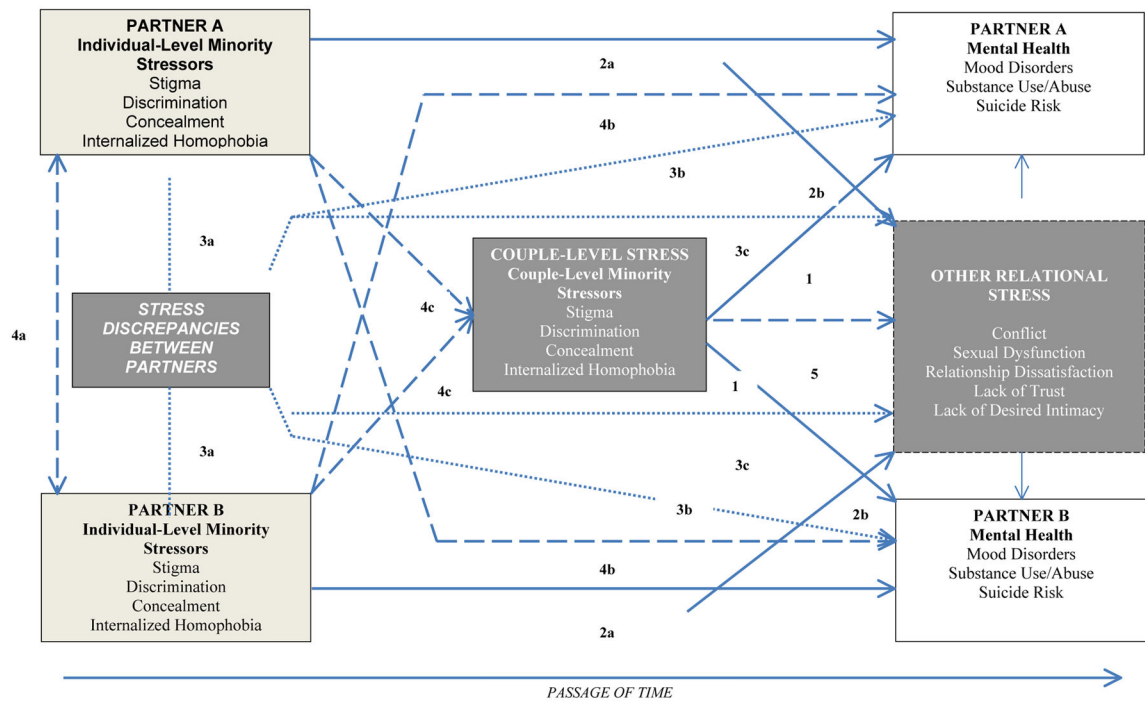 PARTNER A
Individual-Level Minority
Stressors
Stigma
Discrimination
Concealment
Internalized Homophobia
PARTNER A
Mental Health
Mood Disorders
Substance Use/Abuse
Suicide Risk
2a
4b
3b
2b
3a
3c
1
STRESS
DISCREPANCIES
BETWEEN
PARTNERS
4a
COUPLE-LEVEL STRESS
Couple-Level Minority
Stressors
Stigma
Discrimination
Concealment
Internalized Homophobia
4c
4c
OTHER RELATIONAL
STRESS
Conflict
Sexual Dysfunction
Relationship Dissatisfaction
Lack of Trust
Lack of Desired Intimacy
5
1
3a
3c
3b
2b
PARTNER B
Individual-Level Minority
Stressors
Stigma
Discrimination
Concealment
Internalized Homophobia
PARTNER B
Mental Health
Mood Disorders
Substance Use/Abuse
Suicide Risk
4b
2a
PASSAGE OF TIME